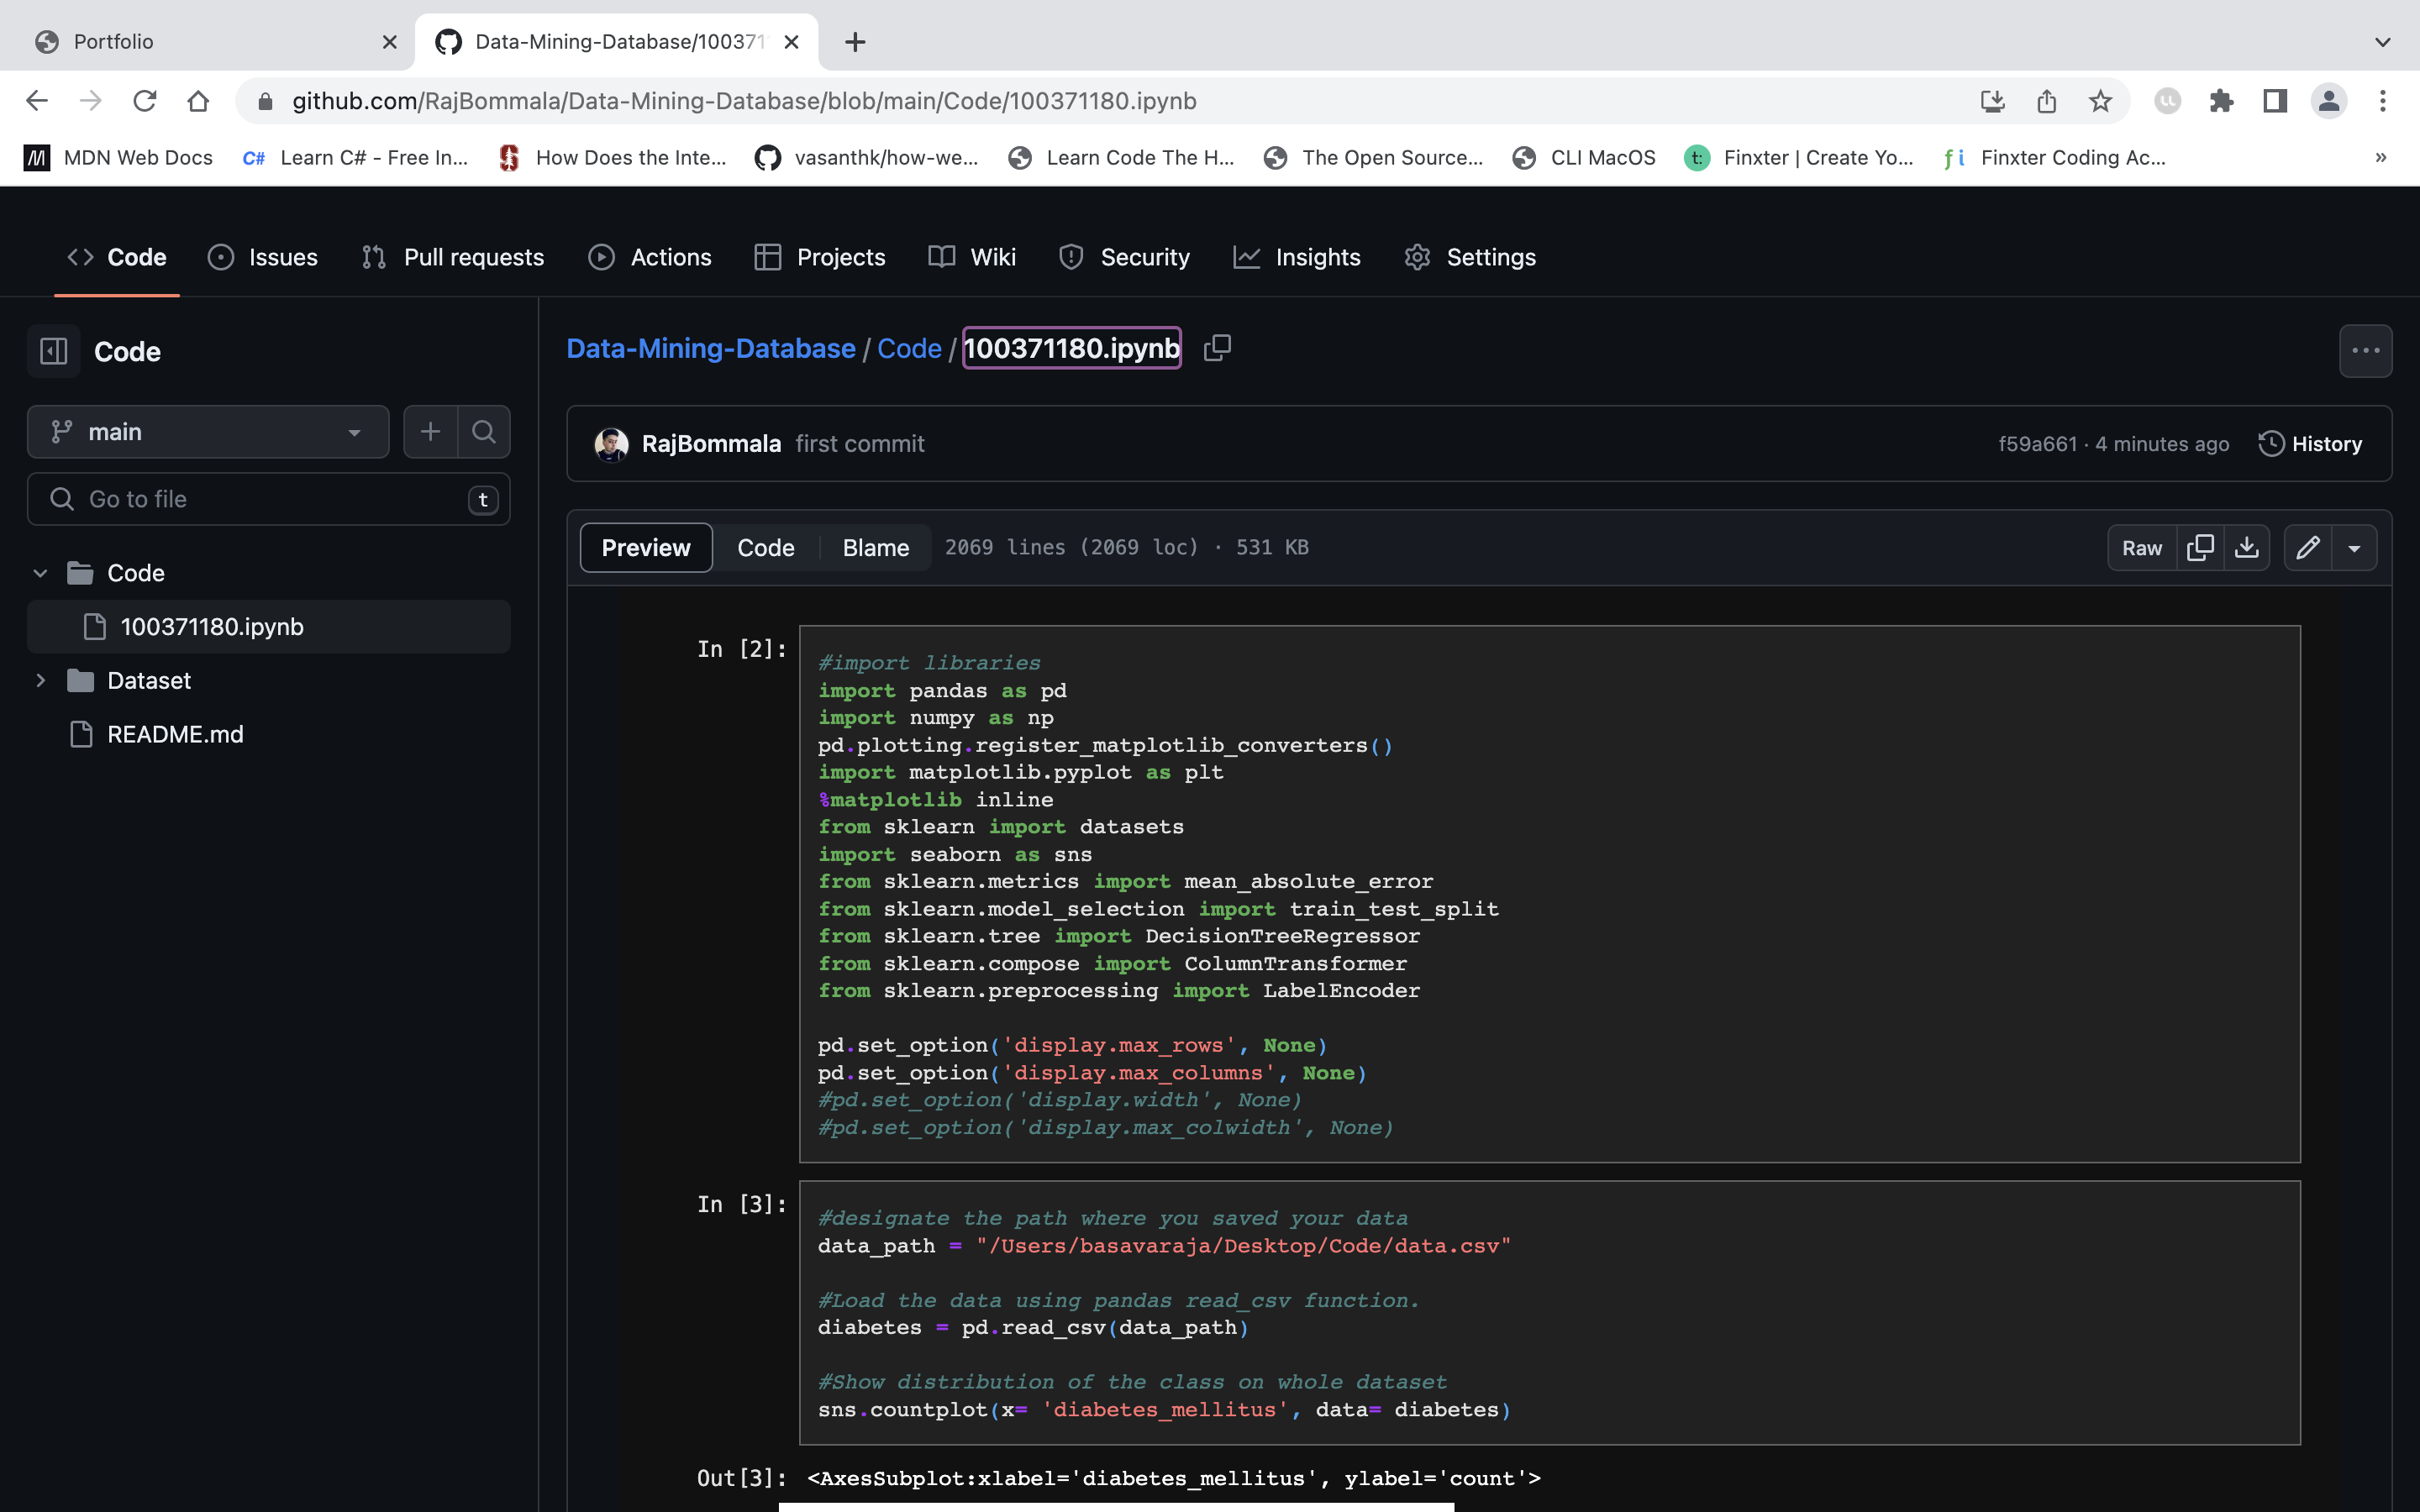 Portfolio
Data-Mining-Database/100371
github.com/RajBommala/Data-Mining-Database/blob/main/Code/100371180.ipynb
MDN Web Docs
C# Learn C# - Free In...
How Does the Inte...
vasanthk/how-we...
Learn Code The H...
The Open Source...
CLI MacOS
t: Finxter | Create Yo...
fi Finxter Coding Ac...
»
<> Code
Issues
Pull requests
Actions
Projects
Wiki
Security
Insights
Settings
Code
main
Go to file
t
Code
100371180.ipynb
Dataset
README.md
Data-Mining-Database / Code / 100371180.ipynb
RajBommala first commit
f59a661 · 4 minutes ago
History
Preview
Code
Blame
2069 lines (2069 loc) · 531 KB
Raw
In [2]:
#import libraries
import pandas as pd
import numpy as np
pd.plotting.register_matplotlib_converters()
import matplotlib.pyplot as plt
%matplotlib inline
from sklearn import datasets
import seaborn as sns
from sklearn.metrics import mean_absolute_error
from sklearn.model_selection import train_test_split
from sklearn.tree import DecisionTreeRegressor
from sklearn.compose import ColumnTransformer
from sklearn.preprocessing import LabelEncoder
pd.set_option('display.max_rows', None)
pd.set_option('display.max_columns', None)
#pd.set_option('display.width', None)
#pd.set_option('display.max_colwidth', None)
In [3]:
#designate the path where you saved your data
data_path = "/Users/basavaraja/Desktop/Code/data.csv"
#Load the data using pandas read_csv function.
diabetes = pd.read_csv(data_path)
#Show distribution of the class on whole dataset
sns.countplot(x= 'diabetes_mellitus', data= diabetes)
Out[3]: <AxesSubplot:xlabel='diabetes_mellitus', ylabel='count'>